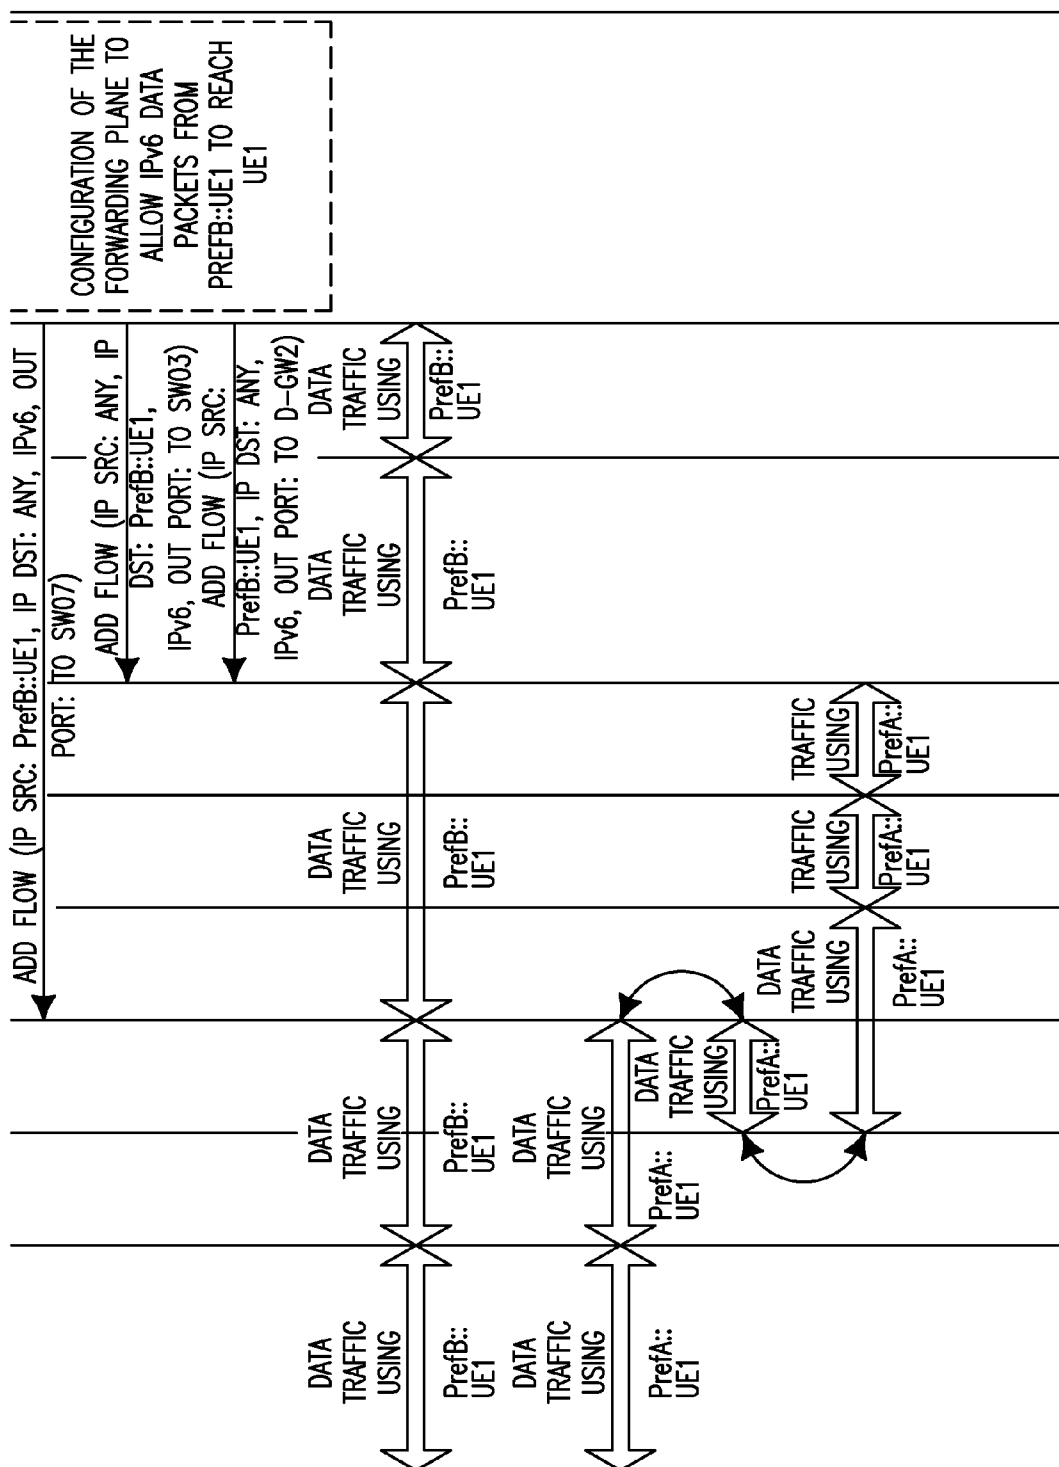 CONFIGURATION OF THE
FORWARDING PLANE TO
ALLOW IPv6 DATA
PACKETS FROM
PREFB::UE1 TO REACH
UE1
ADD FLOW (IP SRC: PrefB::UE1, IP DST: ANY, IPv6, OUT
PORT: TO SW07)
ADD FLOW (IP SRC: ANY, IP
DST: PrefB::UE1,
IPv6, OUT PORT: TO SW03)
ADD FLOW (IP SRC:
PrefB::UE1, IP DST: ANY,
IPv6, OUT PORT: TO D-GW2)
DATA
TRAFFIC
USING
PrefB::
UE1
DATA
TRAFFIC
USING
PrefB::
UE1
DATA
TRAFFIC
USING
PrefB::
UE1
DATA
TRAFFIC
USING
PrefB::
UE1
DATA
TRAFFIC
USING
PrefB::
UE1
DATA
TRAFFIC
USING
PrefA::
UE1
DATA
TRAFFIC
USING
PrefA::
UE1
DATA
TRAFFIC
USING
PrefA::
UE1
DATA
TRAFFIC
USING
PrefA::
UE1
TRAFFIC
USING
PrefA::
UE1
TRAFFIC
USING
PrefA::
UE1